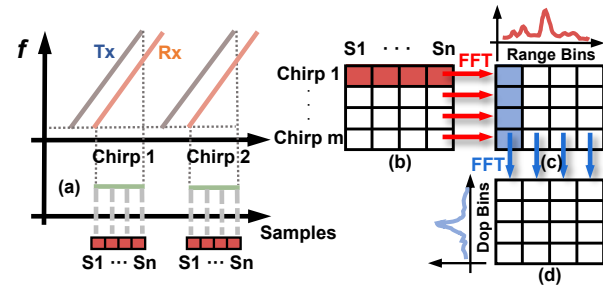 f
Tx
Rx
Chirp 1
Chirp 2
(a)
Samples
S1 ··· Sn
S1 ··· Sn
S1 ··· Sn
FFT
Range Bins
Chirp 1
⋮
Chirp m
(b)
FFT
(c)
Dop Bins
(d)